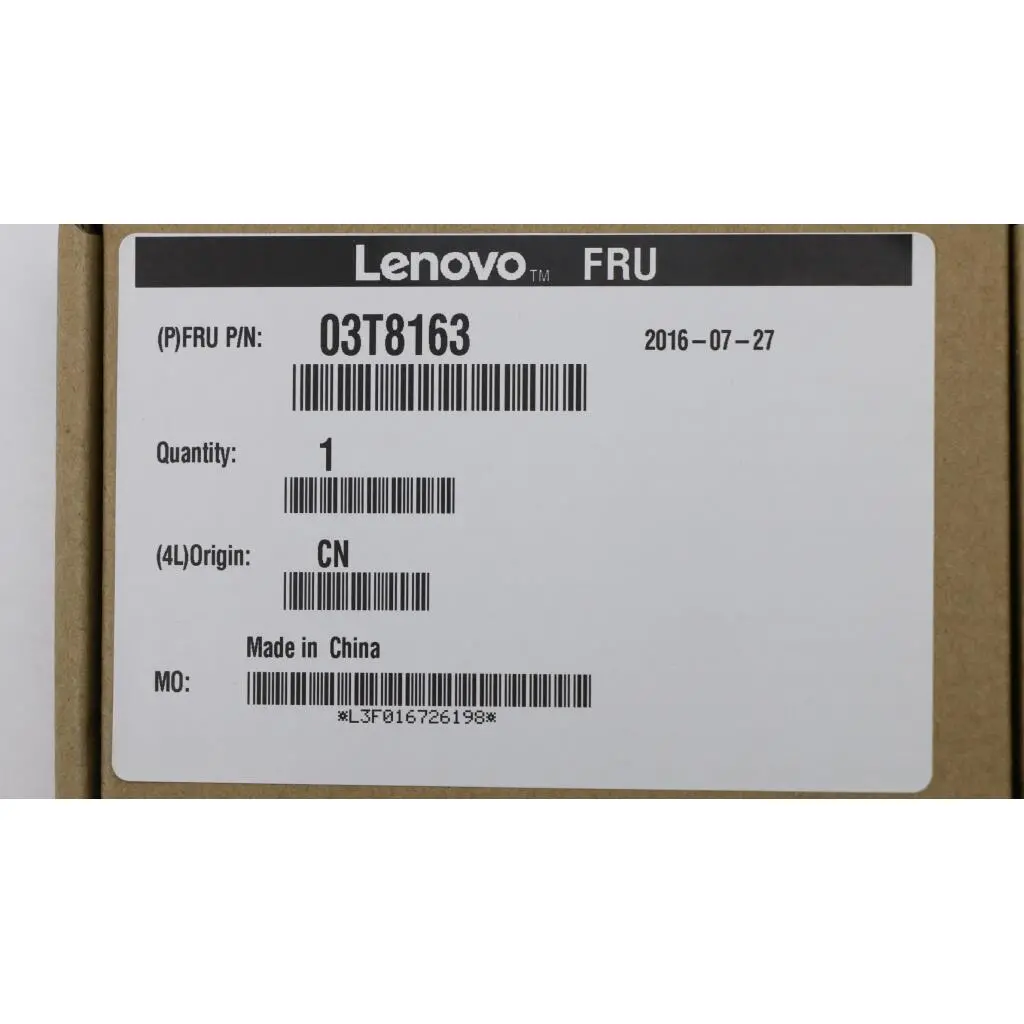 Lenovo™ FRU
(P)FRU P/N: 03T8163 2016-07-27
Quantity: 1
(4L)Origin: CN
Made in China
MO:
*L3F016726198*